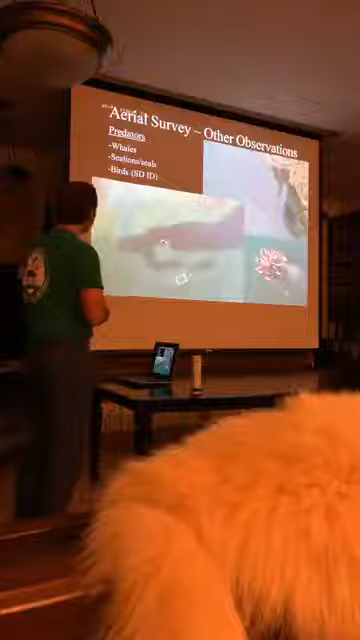 Aerial Survey – Other Observations
Predators
-Whales
-Sealions/seals
-Birds (SD ID)